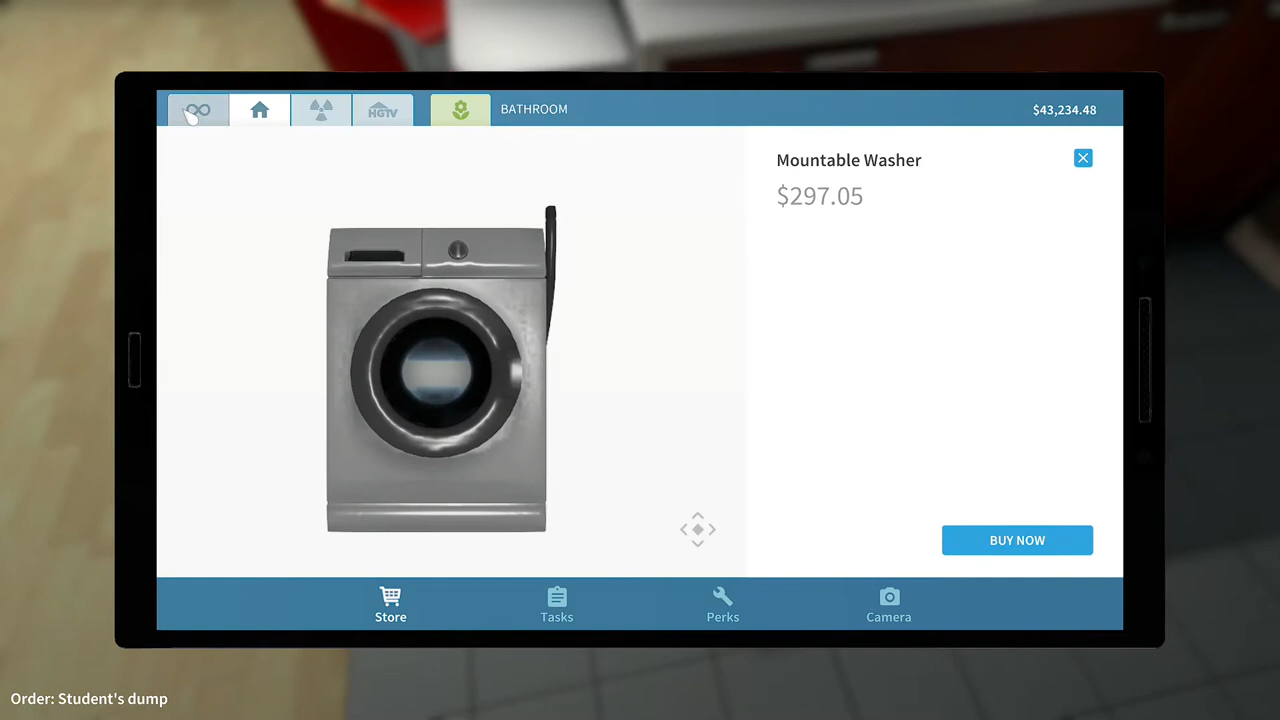 HGTV
BATHROOM
$43,234.48
Mountable Washer
$297.05
BUY NOW
Store
Tasks
Perks
Camera
Order: Student's dump